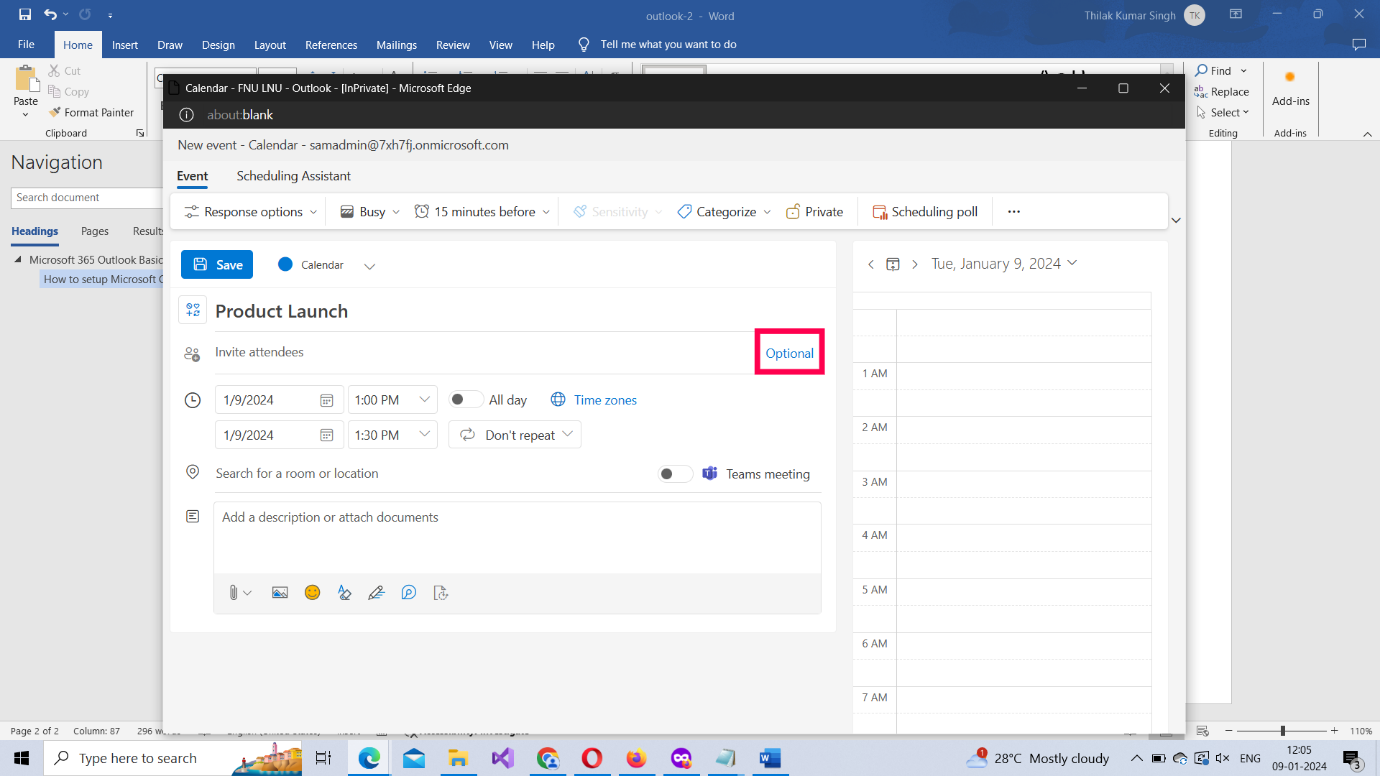 outlook-2 - Word
Thilak Kumar Singh TK
File Home Insert Draw Design Layout References Mailings Review View Help Tell me what you want to do
Paste
Cut
Copy
Format Painter
Clipboard
Find
Replace
Select
Editing
Add-ins
Add-ins
Navigation
Search document
Headings Pages
Microsoft 365 Outlook
How to setup Microsoft
Calendar - FNU LNU - Outlook - [InPrivate] - Microsoft Edge
about:blank
New event - Calendar - samadmin@7xh7fj.onmicrosoft.com
Event Scheduling Assistant
Response options Busy 15 minutes before Sensitivity Categorize Private Scheduling poll
Save Calendar
Tue, January 9, 2024
Product Launch
Invite attendees Optional
1/9/2024 1:00 PM All day Time zones
1/9/2024 1:30 PM Don't repeat
Search for a room or location Teams meeting
Add a description or attach documents
1 AM
2 AM
3 AM
4 AM
5 AM
6 AM
7 AM
Page 2 of 2 Column: 87 296
110%
Type here to search
1
28°C Mostly cloudy
ENG
12:05
09-01-2024
3